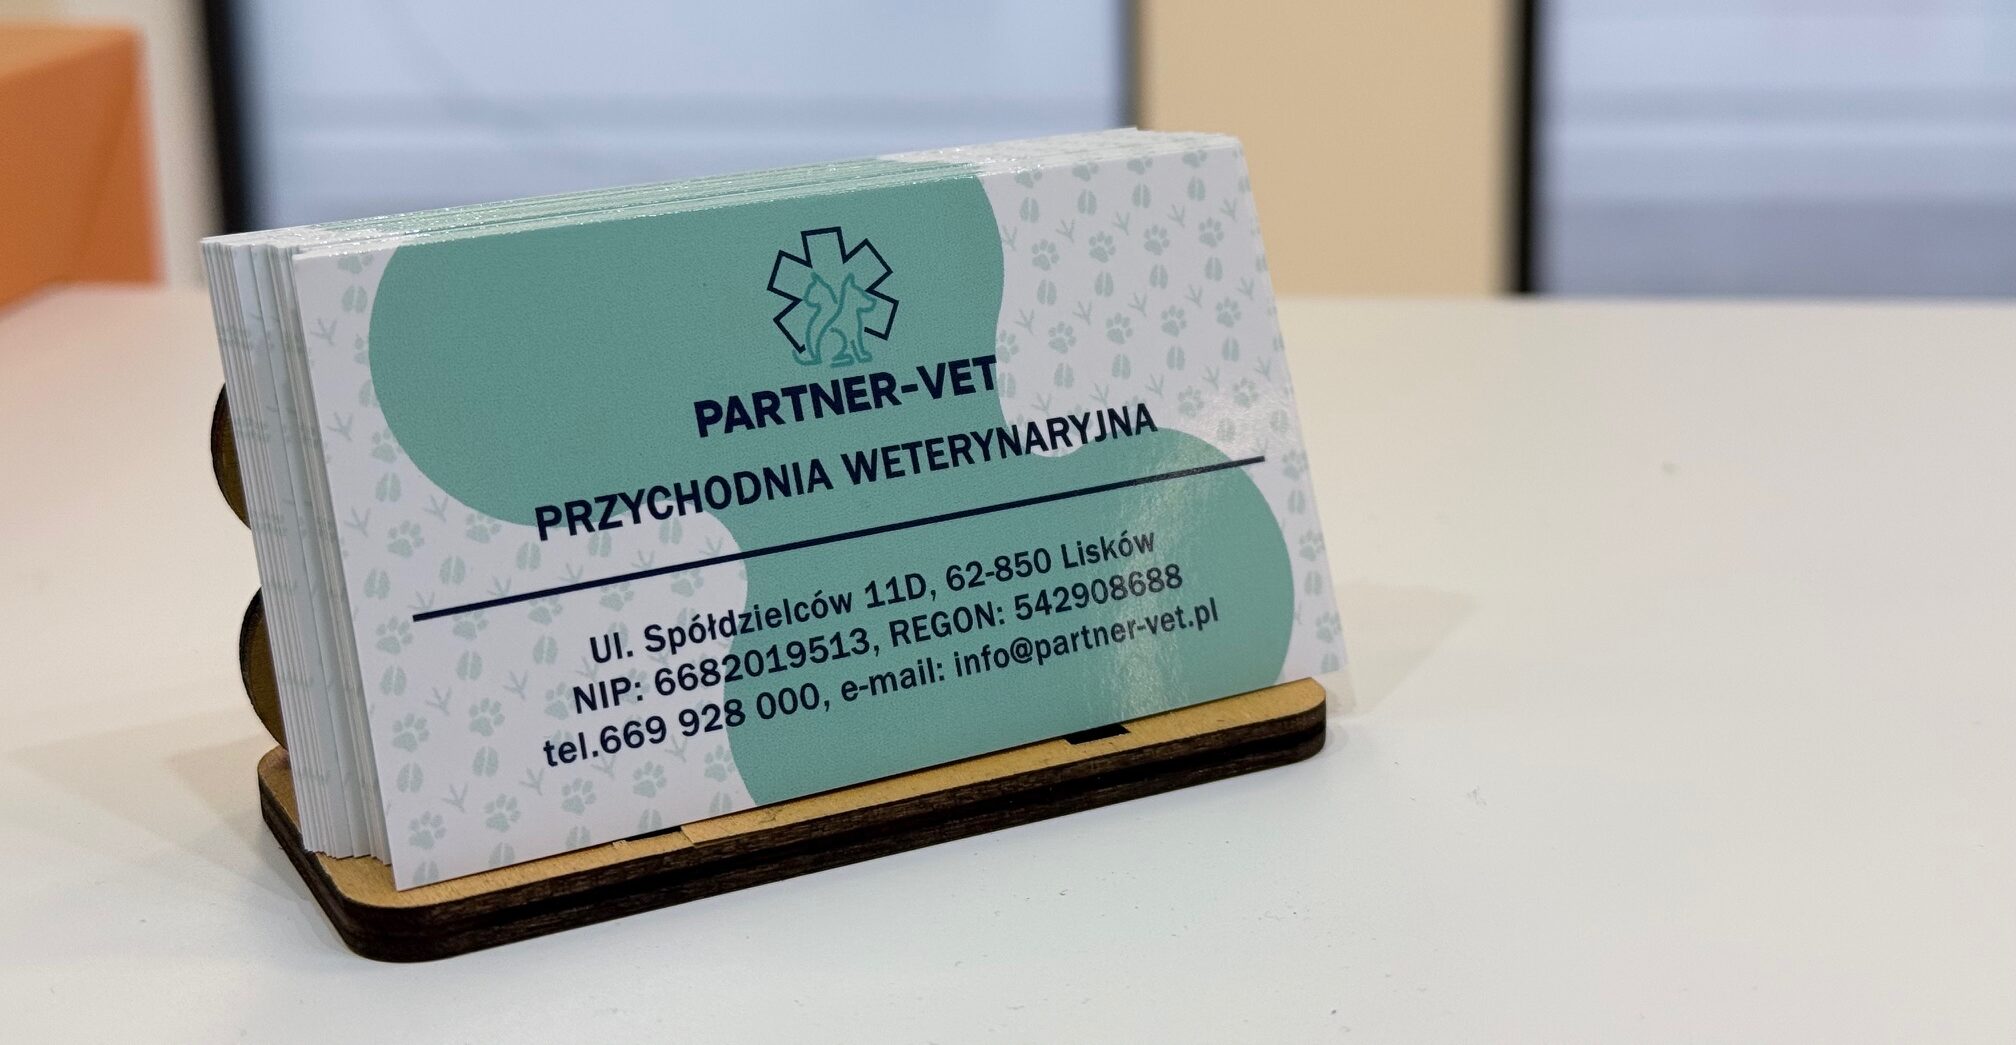 PARTNER-VET
PRZYCHODNIA WETERYNARYJNA
Ul. Spółdzielców 11D, 62-850 Lisków
NIP: 6682019513, REGON: 542908688
tel.669 928 000, e-mail: info@partner-vet.pl